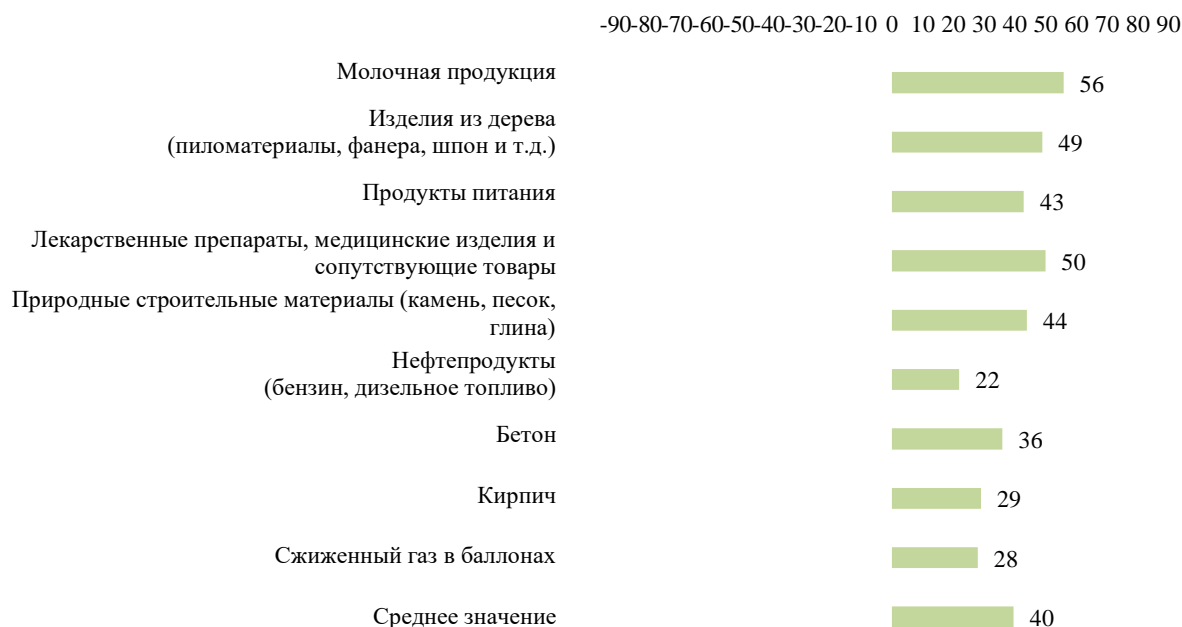 -90-80-70-60-50-40-30-20-10 0 10 20 30 40 50 60 70 80 90
Молочная продукция
56
Изделия из дерева
(пиломатериалы, фанера, шпон и т.д.)
49
Продукты питания
43
Лекарственные препараты, медицинские изделия и
сопутствующие товары
50
Природные строительные материалы (камень, песок,
глина)
44
Нефтепродукты
(бензин, дизельное топливо)
22
Бетон
36
Кирпич
29
Сжиженный газ в баллонах
28
Среднее значение
40